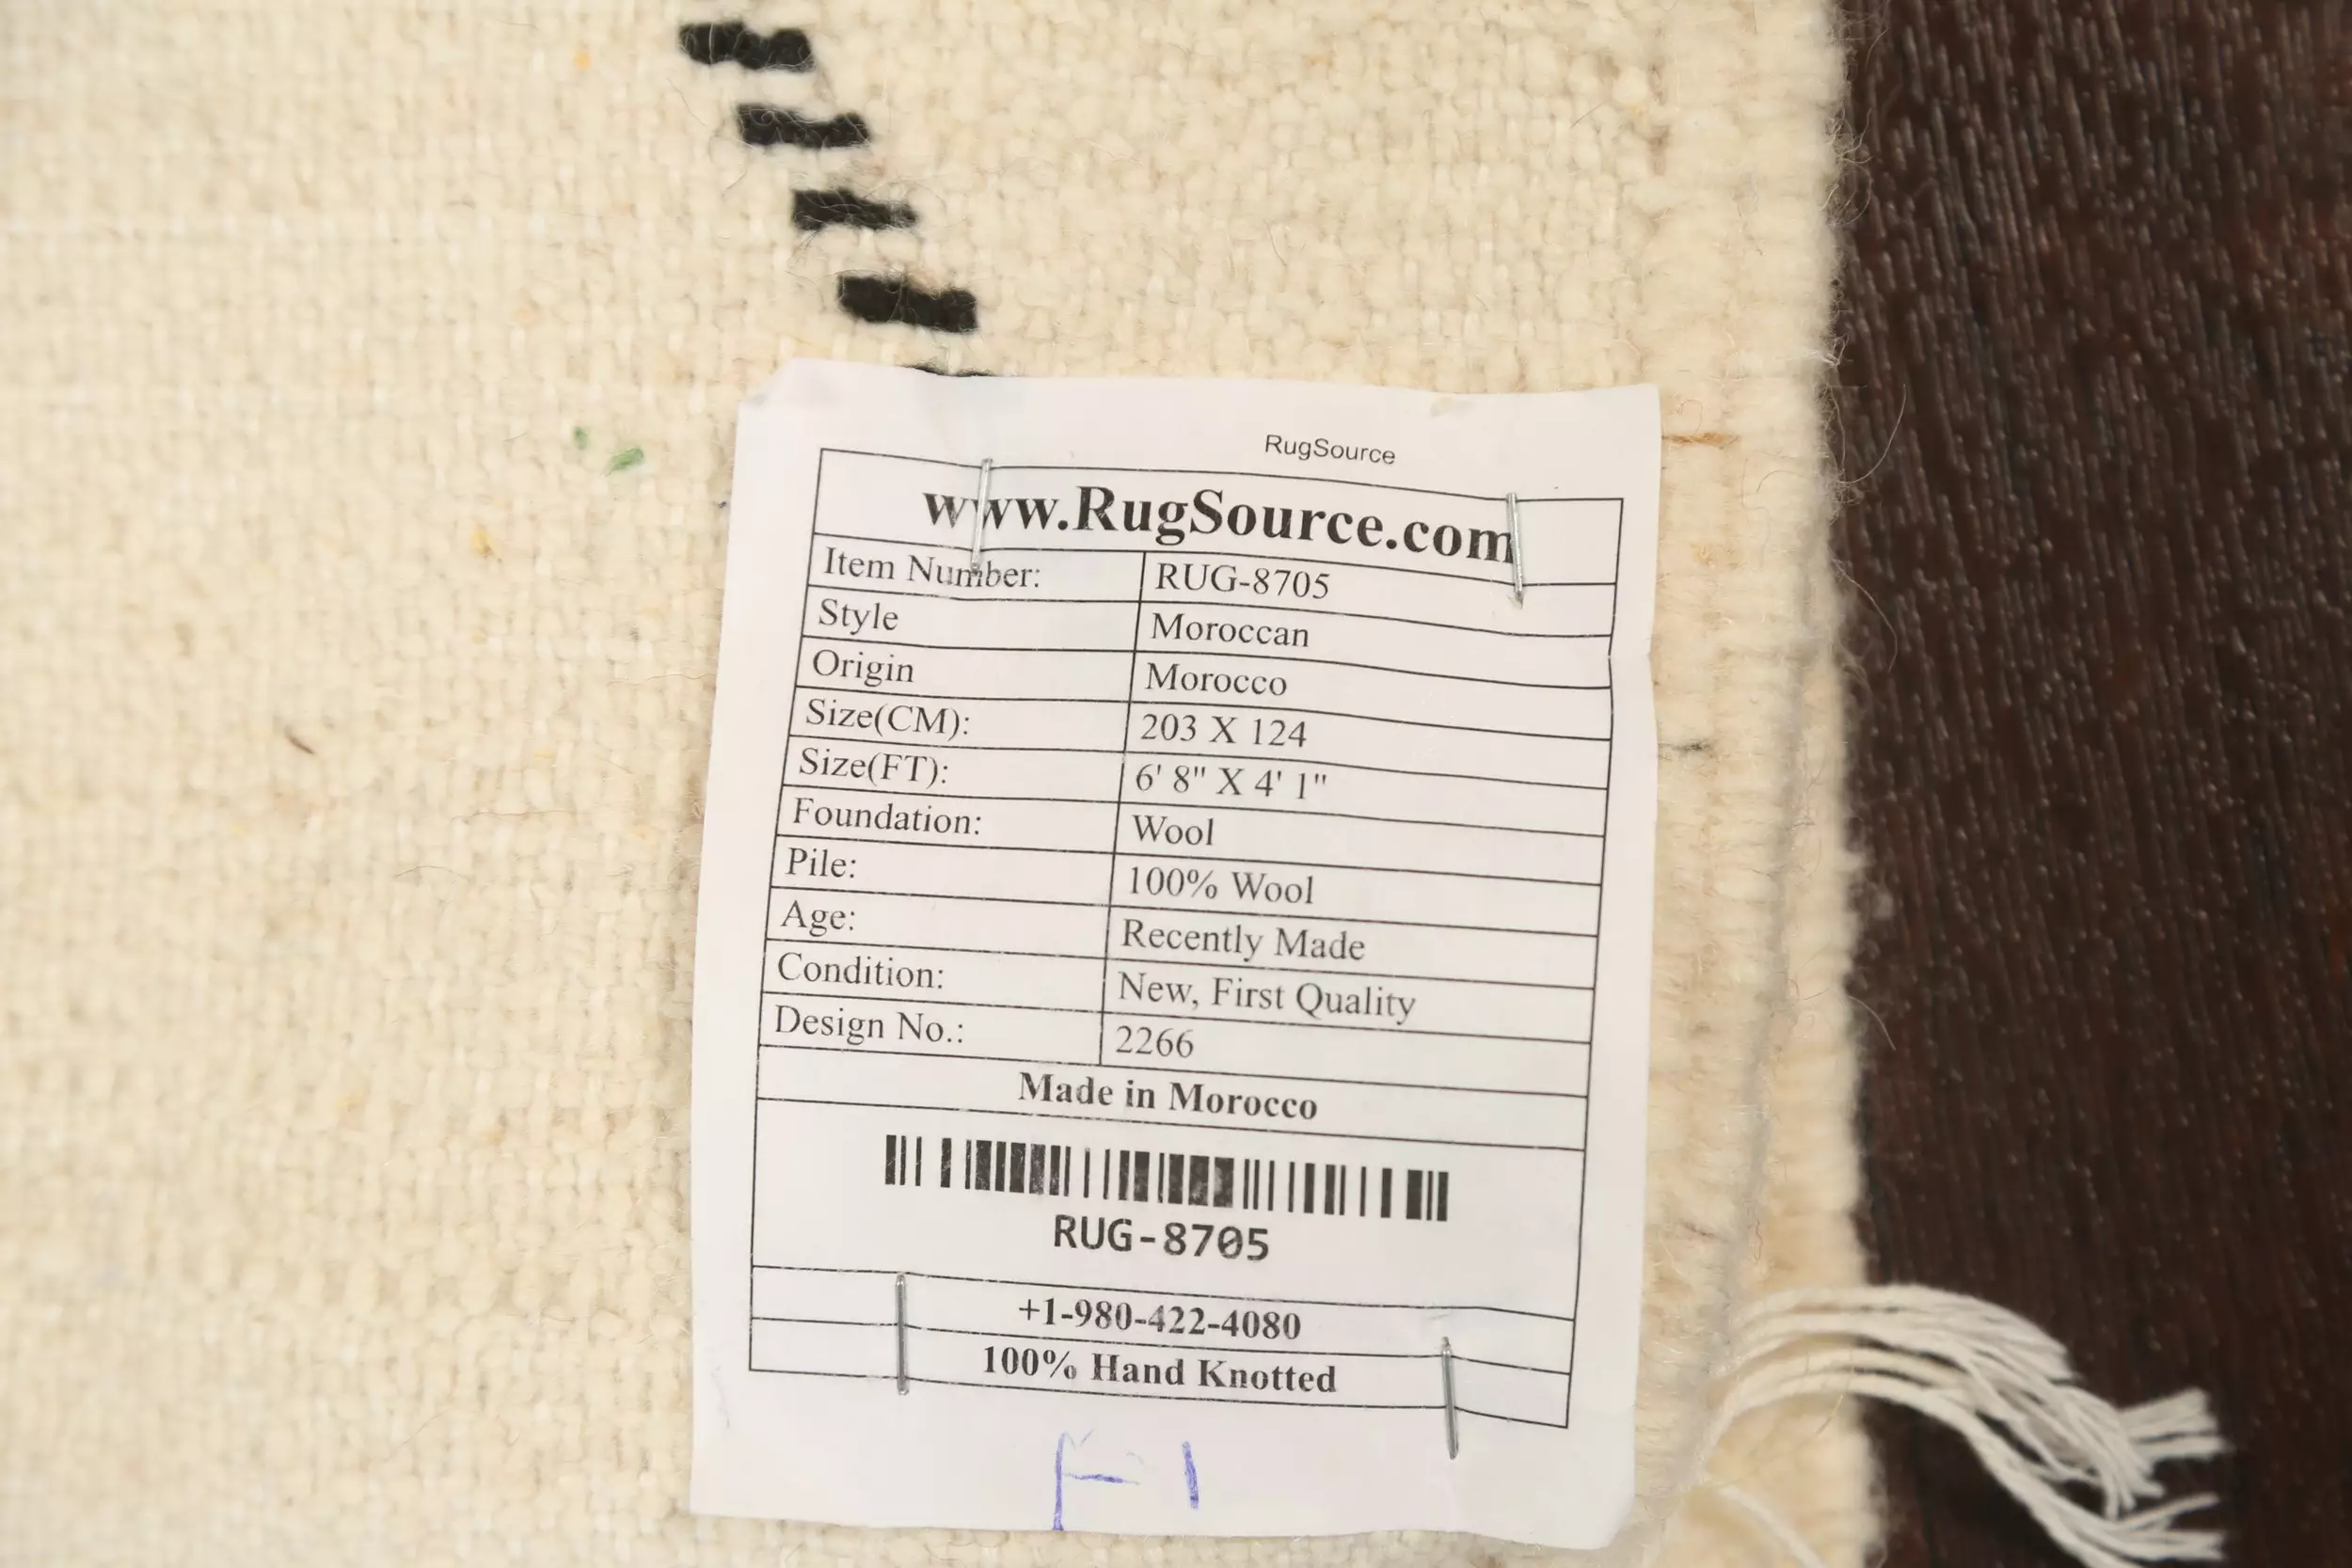 RugSource
www.RugSource.com
Item Number: RUG-8705
Style Moroccan
Origin Morocco
Size(CM): 203 X 124
Size(FT): 6' 8" X 4' 1"
Foundation: Wool
Pile: 100% Wool
Age: Recently Made
Condition: New, First Quality
Design No.: 2266
Made in Morocco
RUG-8705
+1-980-422-4080
100% Hand Knotted
F1